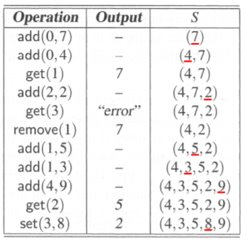 Operation Output S
add(0,7) – (7)
add(0,4) – (4,7)
get(1) 7 (4,7)
add(2,2) – (4,7,2)
get(3) "error" (4,7,2)
remove(1) 7 (4,2)
add(1,5) – (4,5,2)
add(1,3) – (4,3,5,2)
add(4,9) – (4,3,5,2,9)
get(2) 5 (4,3,5,2,9)
set(3,8) 2 (4,3,5,8,9)